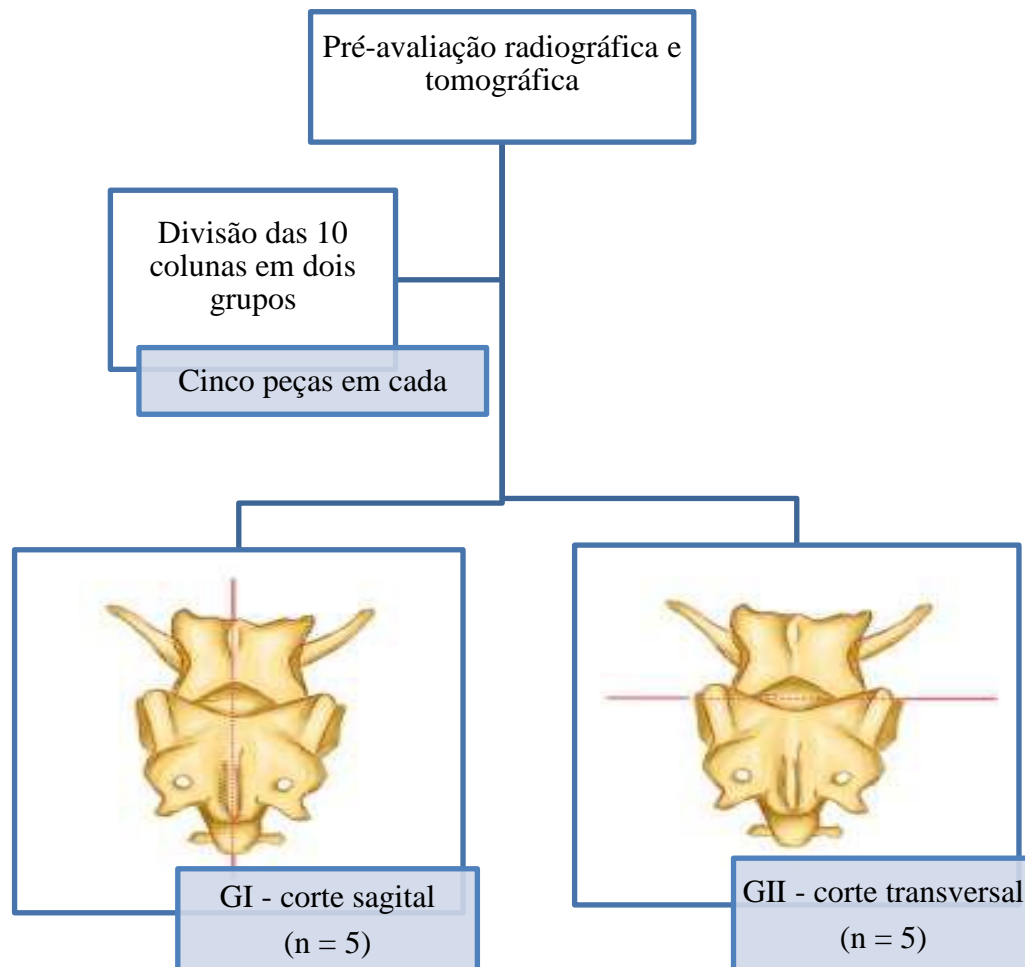 Pré-avaliação radiográfica e
tomográfica
Divisão das 10
colunas em dois
grupos
Cinco peças em cada
GI - corte sagital
(n = 5)
GII - corte transversal
(n = 5)